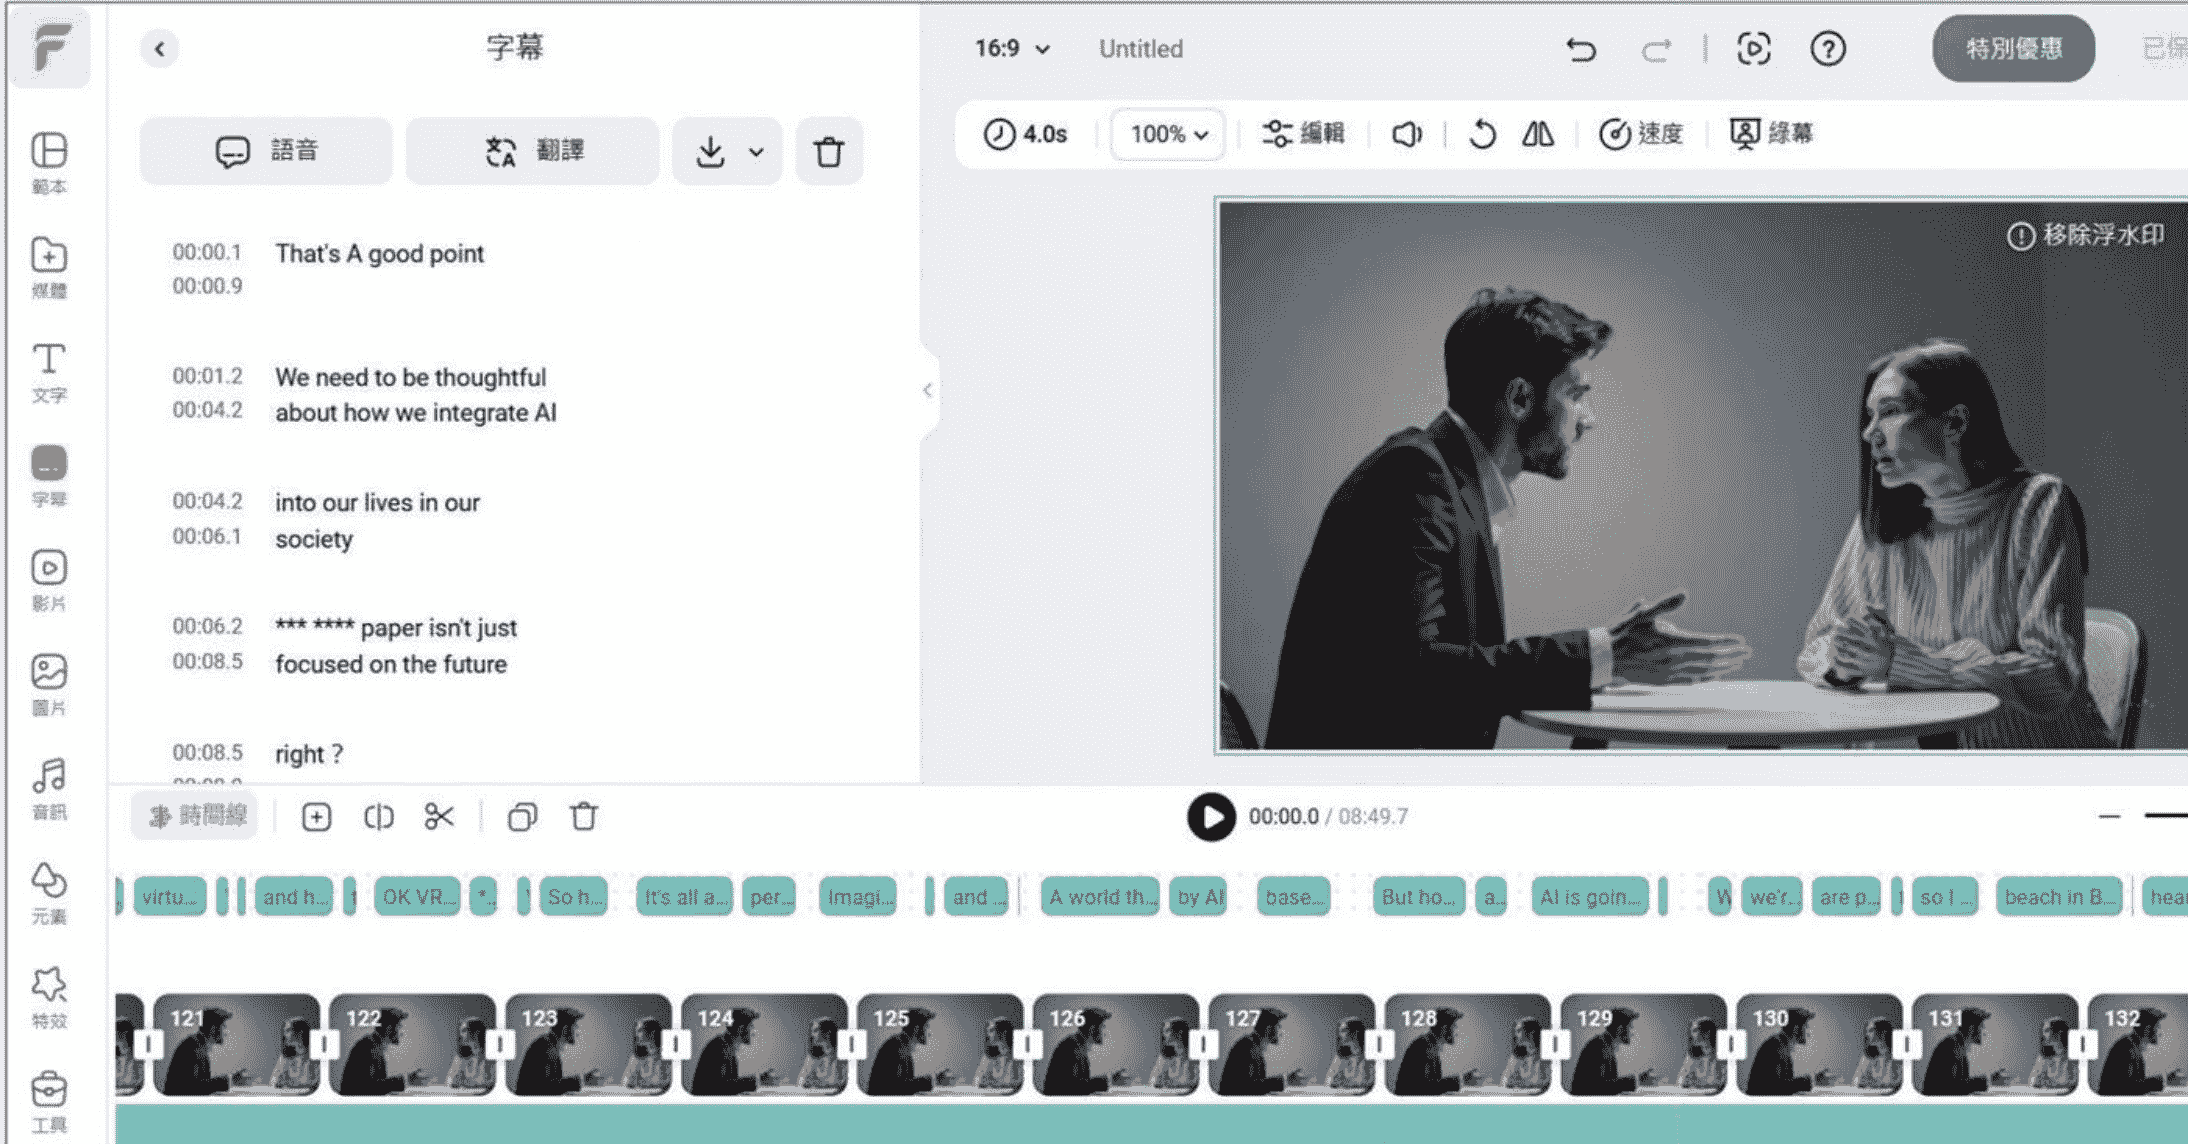 字幕
16:9
Untitled
特別優惠
已保
語音
翻譯
4.0s
100%
編輯
速度
綠幕
範本
媒體
文字
字幕
影片
圖片
音訊
元素
特效
工具
00:00.1 That's A good point
00:00.9
00:01.2 We need to be thoughtful
00:04.2 about how we integrate AI
00:04.2 into our lives in our
00:06.1 society
00:06.2 *** **** paper isn't just
00:08.5 focused on the future
00:08.5 right ?
移除浮水印
時間線
00:00.0 / 08:49.7
virtu... and h... OK VR... *.. So h... It's all a... per... Imagi... and ... A world th... by AI base... But ho... a... AI is goin... W we'r... are p... so I ... beach in B... hear
121 122 123 124 125 126 127 128 129 130 131 132